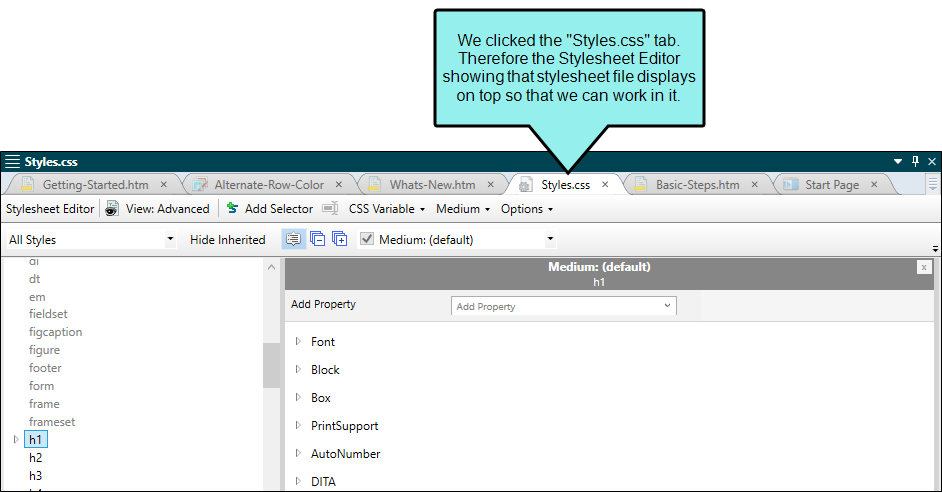 We clicked the "Styles.css" tab.
Therefore the Stylesheet Editor
showing that stylesheet file displays
on top so that we can work in it.
Styles.css
Getting-Started.htm
Alternate-Row-Color
Whats-New.htm
Styles.css
Basic-Steps.htm
Start Page
Stylesheet Editor
View: Advanced
Add Selector
CSS Variable
Medium
Options
All Styles
Hide Inherited
Medium: (default)
dt
em
fieldset
figcaption
figure
footer
form
frame
frameset
h1
h2
h3
Medium: (default)
h1
Add Property
Add Property
Font
Block
Box
PrintSupport
AutoNumber
DITA